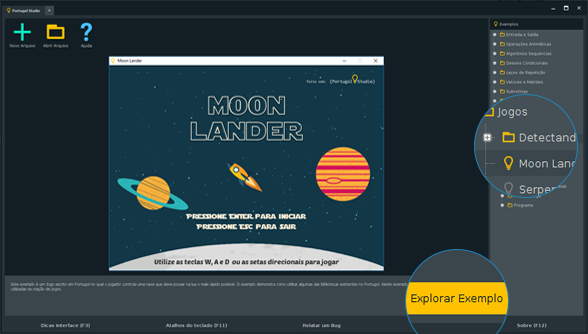 Portugol Studio
Novo Arquivo
Abrir Arquivo
Ajuda
Moon Lander
Feito com: {Portugol Studio}
MOON
LANDER
PRESSIONE ENTER PARA INICIAR
PRESSIONE ESC PARA SAIR
Utilize as teclas W, A e D ou as setas direcionais para jogar
Exemplos
Entrada e Saída
Operações Aritméticas
Algoritmos Sequenciais
Desvios Condicionais
Laços de Repetição
Vetores e Matrizes
Subrotinas
Jogos
Detectand
Moon Lan
Serpe
Programa
Este exemplo é um Jogo escrito em Portugol no qual o jogador controla uma nave que deve pousar na lua o mais rápido possível. O exemplo demonstra como utilizar algumas das bibliotecas existentes no Portugol. Neste exemplo
utilizadas na criação de jogos.
Explorar Exemplo
Dicas Interface (F3)
Atalhos do teclado (F11)
Relatar um Bug
Sobre (F12)